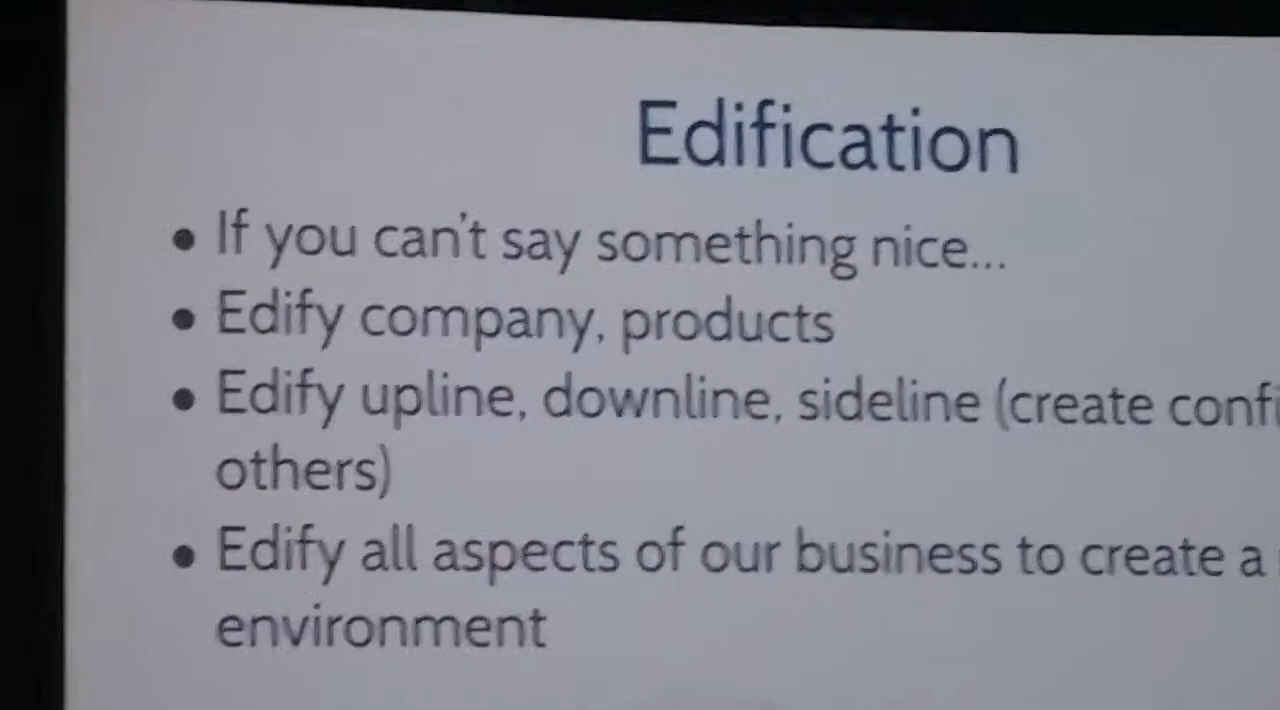 Edification
• If you can't say something nice...
• Edify company, products
• Edify upline, downline, sideline (create
others)
• Edify all aspects of our business to create a
environment